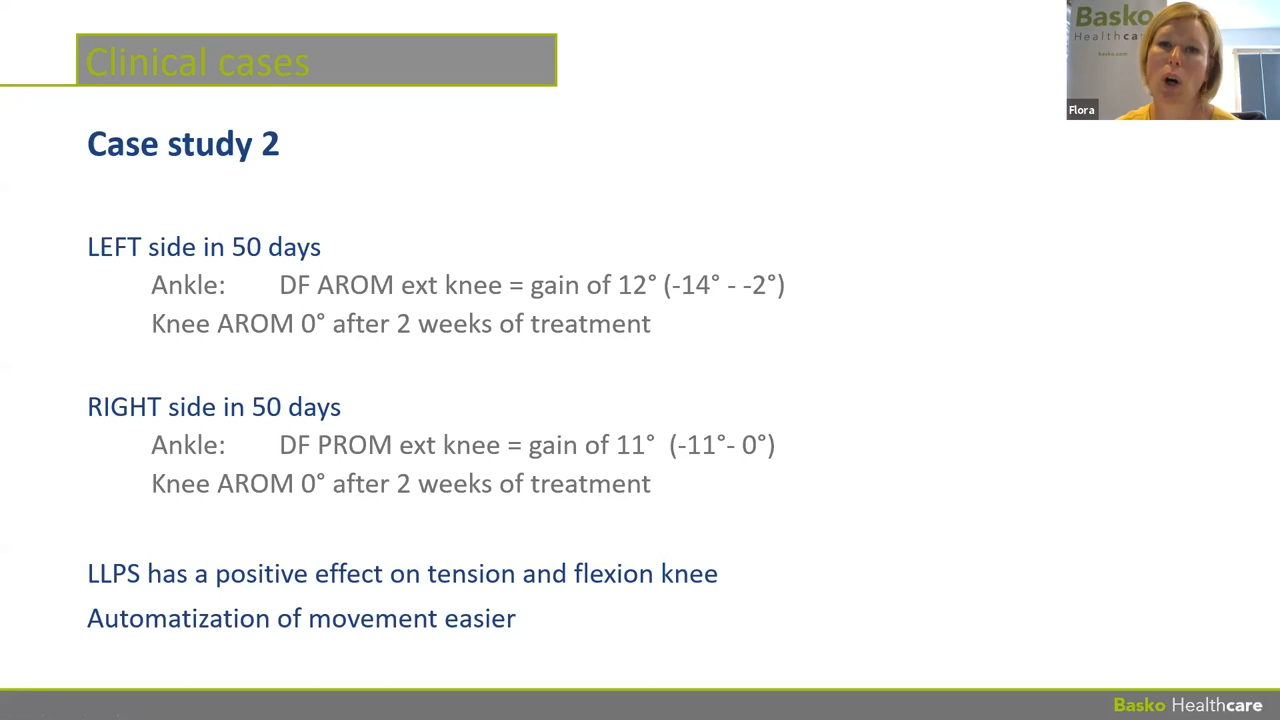 Clinical cases
Basko
Healthcare
basko.com
Flora
Case study 2
LEFT side in 50 days
Ankle: DF AROM ext knee = gain of 12° (-14° - -2°)
Knee AROM 0° after 2 weeks of treatment
RIGHT side in 50 days
Ankle: DF PROM ext knee = gain of 11° (-11°- 0°)
Knee AROM 0° after 2 weeks of treatment
LLPS has a positive effect on tension and flexion knee
Automatization of movement easier
Basko Healthcare